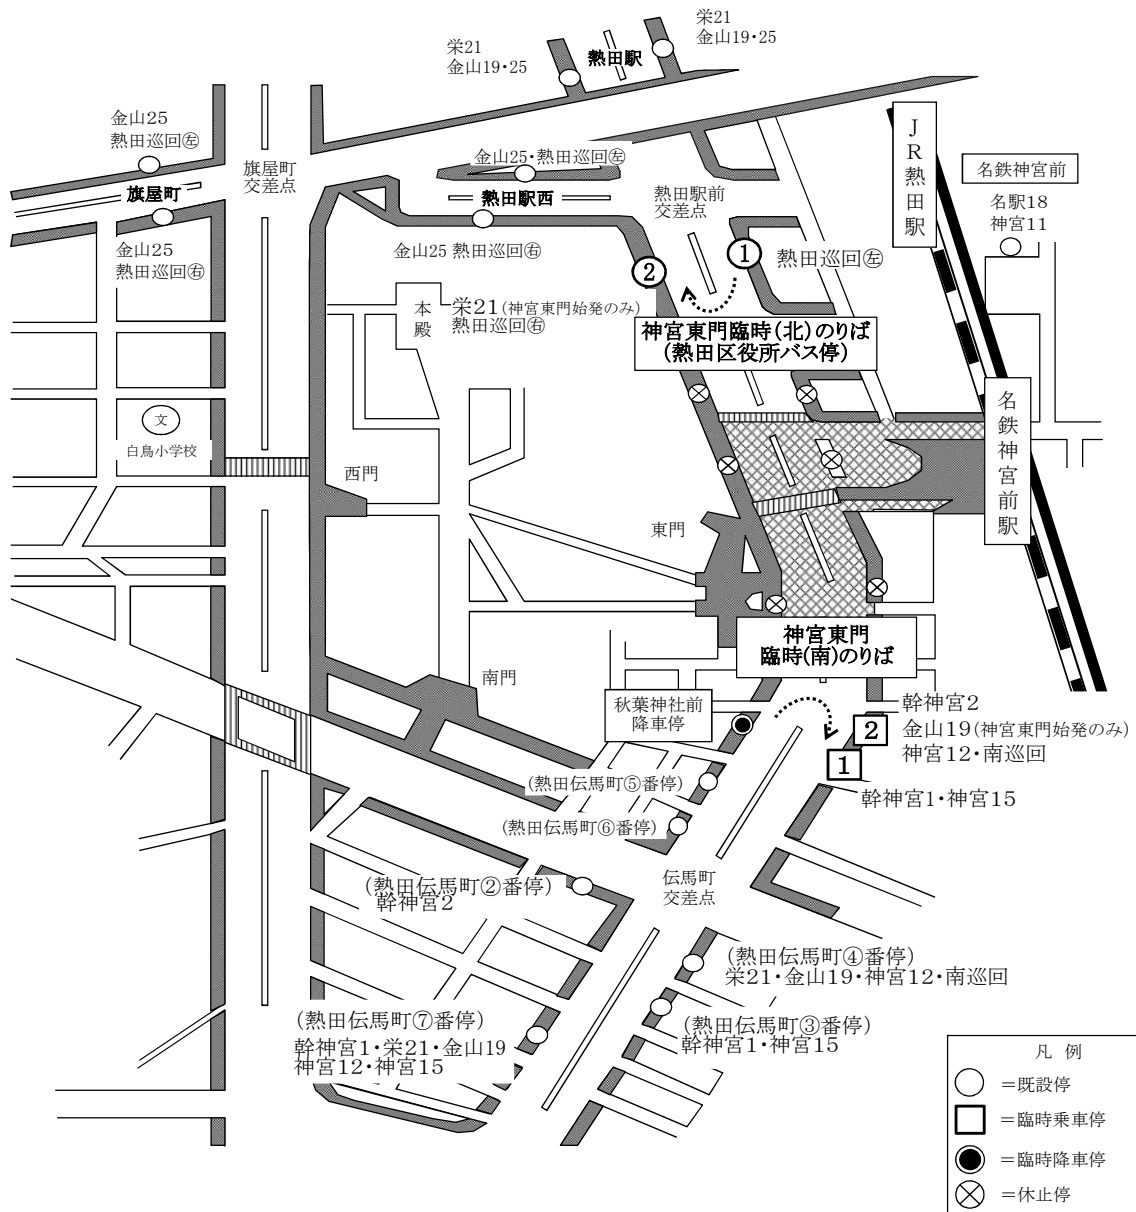 栄21
金山19・25
栄21
金山19・25
熱田駅
金山25
熱田巡回㊧
旗屋町
交差点
旗屋町
金山25
熱田巡回㊨
金山25・熱田巡回㊧
熱田駅西
金山25 熱田巡回㊨
熱田駅前
交差点
JR熱田駅
名鉄神宮前
名駅18
神宮11
①
熱田巡回㊧
②
本殿
栄21(神宮東門始発のみ)
熱田巡回㊨
神宮東門臨時(北)のりば
(熱田区役所バス停)
文
白鳥小学校
名鉄神宮前駅
西門
東門
神宮東門
臨時(南)のりば
南門
秋葉神社前
降車停
幹神宮2
2
金山19(神宮東門始発のみ)
神宮12・南巡回
1
幹神宮1・神宮15
(熱田伝馬町⑤番停)
(熱田伝馬町⑥番停)
伝馬町
交差点
(熱田伝馬町②番停)
幹神宮2
(熱田伝馬町④番停)
栄21・金山19・神宮12・南巡回
(熱田伝馬町③番停)
幹神宮1・神宮15
(熱田伝馬町⑦番停)
幹神宮1・栄21・金山19
神宮12・神宮15
凡 例
=既設停
=臨時乗車停
=臨時降車停
=休止停